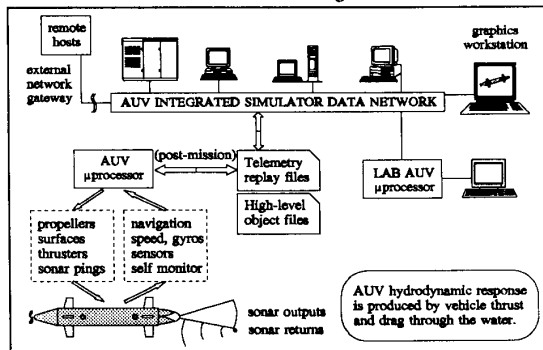 remote
hosts
external
network
gateway
graphics
workstation
AUV INTEGRATED SIMULATOR DATA NETWORK
AUV
μprocessor
(post-mission)
Telemetry
replay files
High-level
object files
LAB AUV
μprocessor
propellers
surfaces
thrusters
sonar pings
navigation
speed, gyros
sensors
self monitor
sonar outputs
sonar returns
AUV hydrodynamic response
is produced by vehicle thrust
and drag through the water.